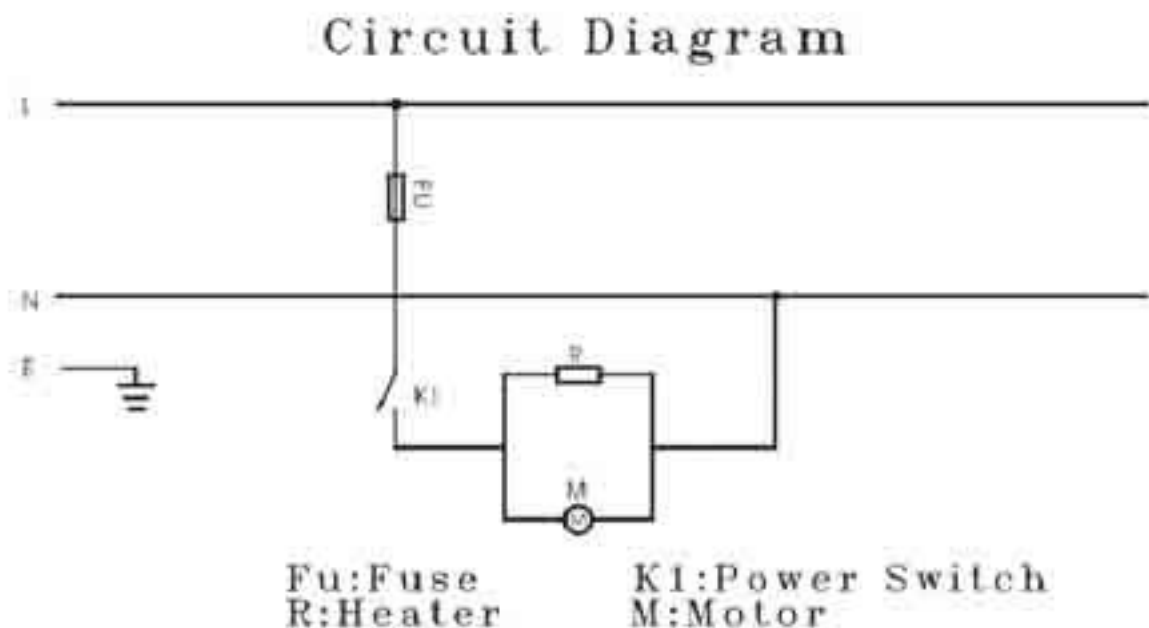 Circuit Diagram
L
FU
N
R
E
K1
M
M
Fu:Fuse K1:Power Switch
R:Heater M:Motor